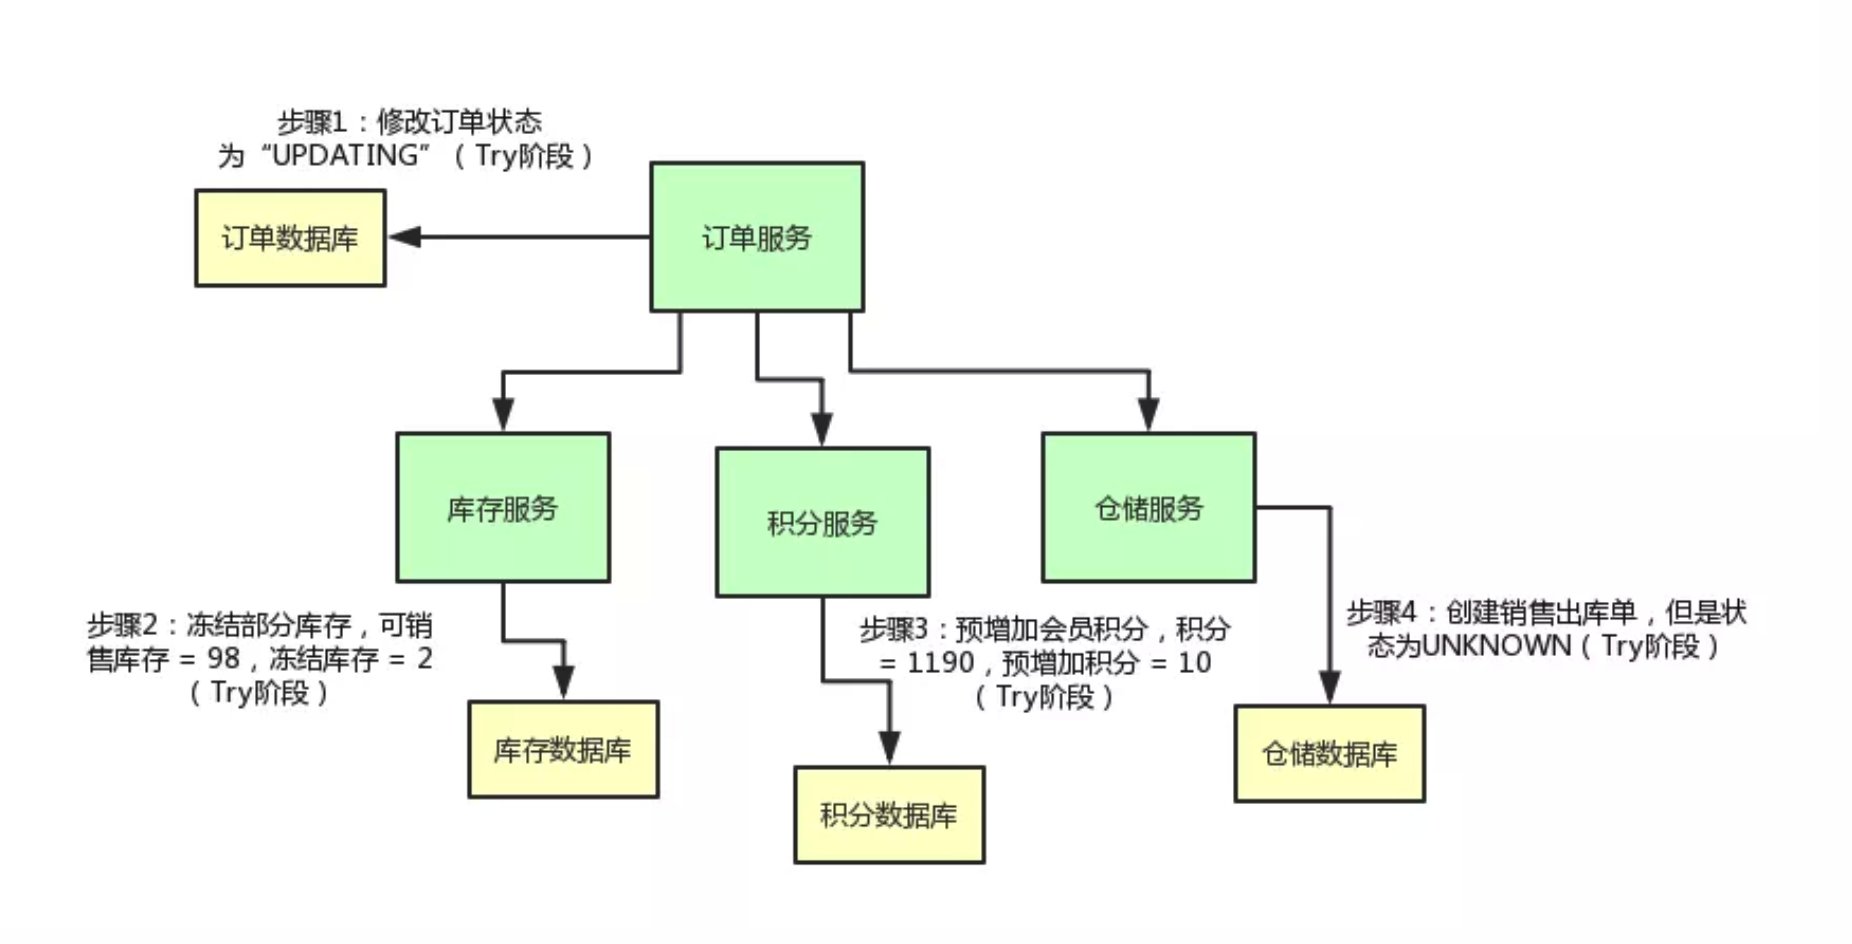 步骤1：修改订单状态
为“UPDATING”（Try阶段）
订单数据库
订单服务
库存服务
积分服务
仓储服务
步骤2：冻结部分库存，可销
售库存 = 98，冻结库存 = 2
（Try阶段）
步骤3：预增加会员积分，积分
= 1190，预增加积分 = 10
（Try阶段）
步骤4：创建销售出库单，但是状
态为UNKNOWN（Try阶段）
库存数据库
积分数据库
仓储数据库